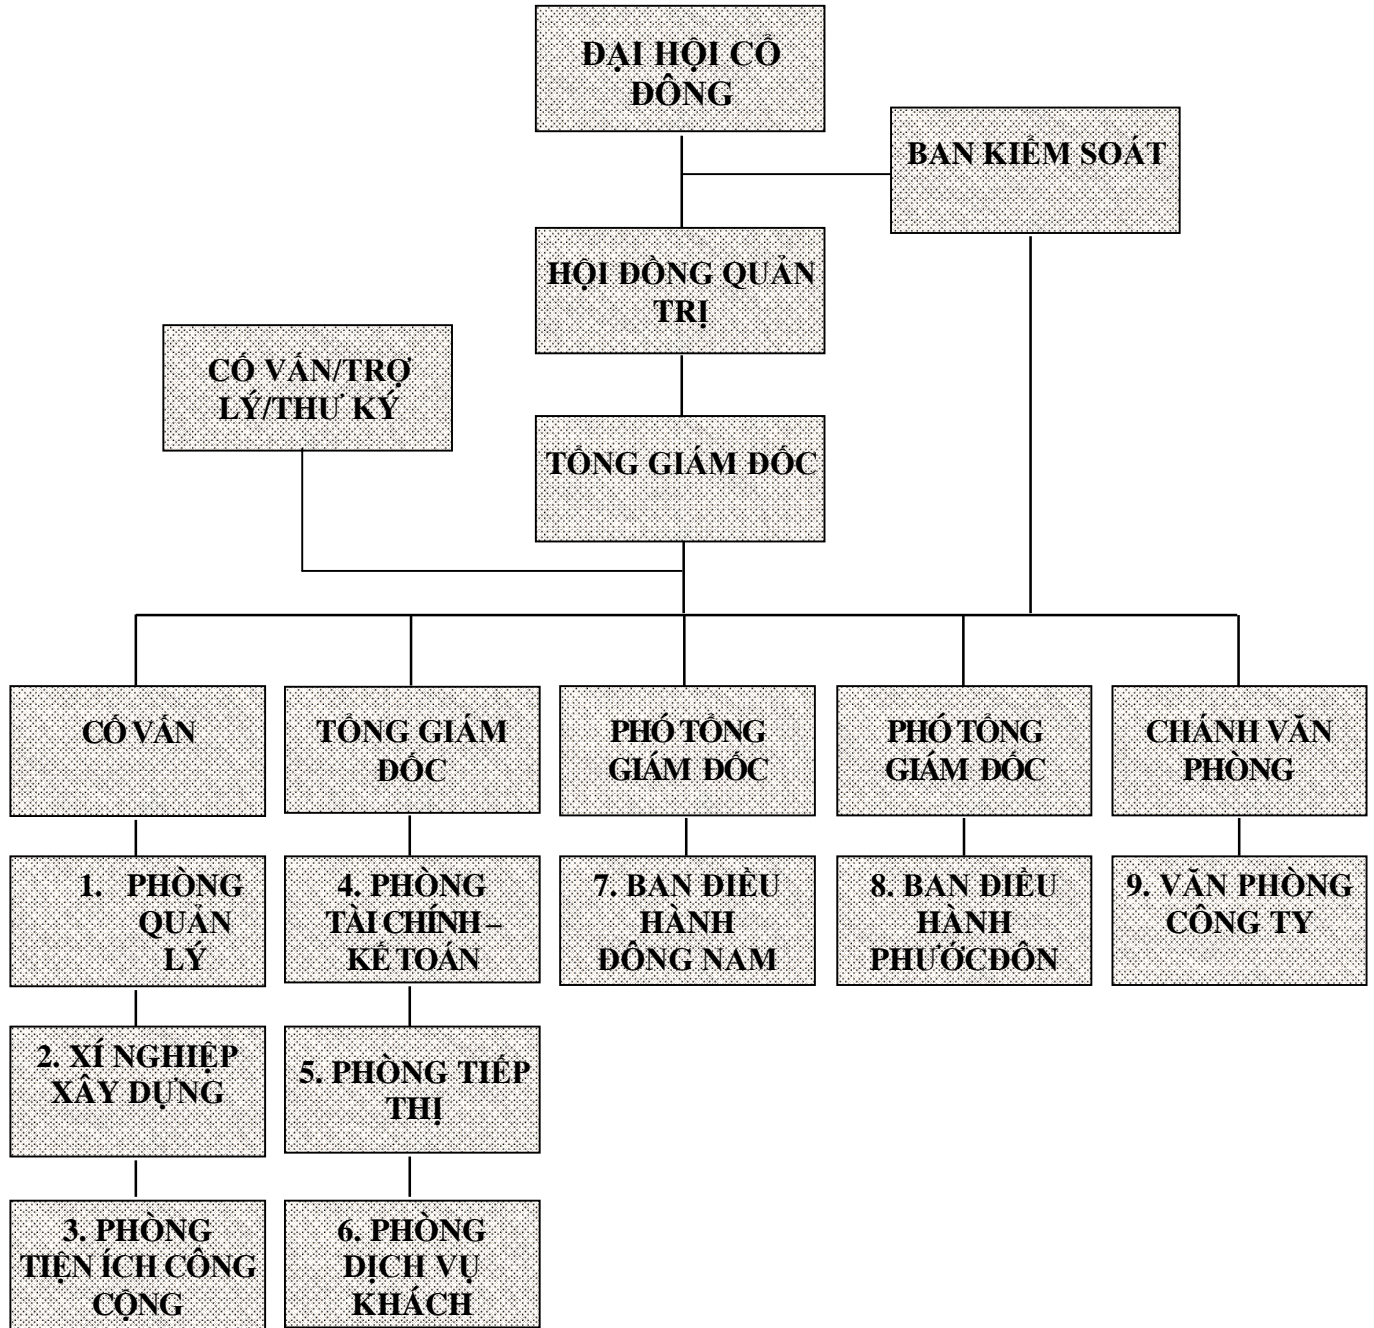 ĐẠI HỘI CỔ
ĐÔNG
BAN KIỂM SOÁT
HỘI ĐỒNG QUẢN
TRỊ
CỐ VẤN/TRỢ
LÝ/THƯ KÝ
TỔNG GIÁM ĐỐC
CỐ VẤN
TỔNG GIÁM
ĐỐC
PHÓ TỔNG
GIÁM ĐỐC
PHÓ TỔNG
GIÁM ĐỐC
CHÁNH VĂN
PHÒNG
1. PHÒNG
QUẢN
LÝ
4. PHÒNG
TÀI CHÍNH –
KẾ TOÁN
7. BAN ĐIỀU
HÀNH
ĐÔNG NAM
8. BAN ĐIỀU
HÀNH
PHƯỚCĐÔN
9. VĂN PHÒNG
CÔNG TY
2. XÍ NGHIỆP
XÂY DỰNG
5. PHÒNG TIẾP
THỊ
3. PHÒNG
TIỆN ÍCH CÔNG
CỘNG
6. PHÒNG
DỊCH VỤ
KHÁCH